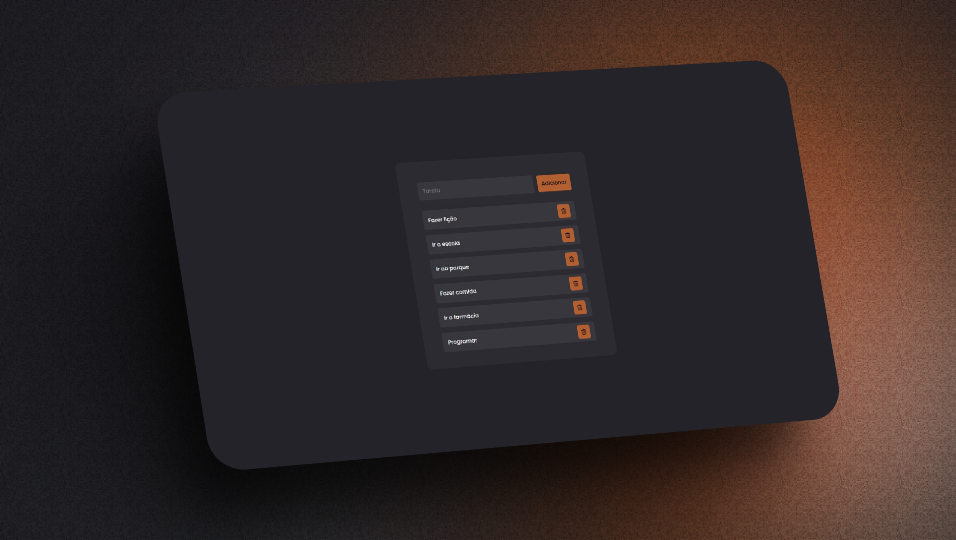 Tarefa
Adicionar
Fazer lição
Ir a escola
Ir ao parque
Fazer comida
Ir a farmácia
Programar